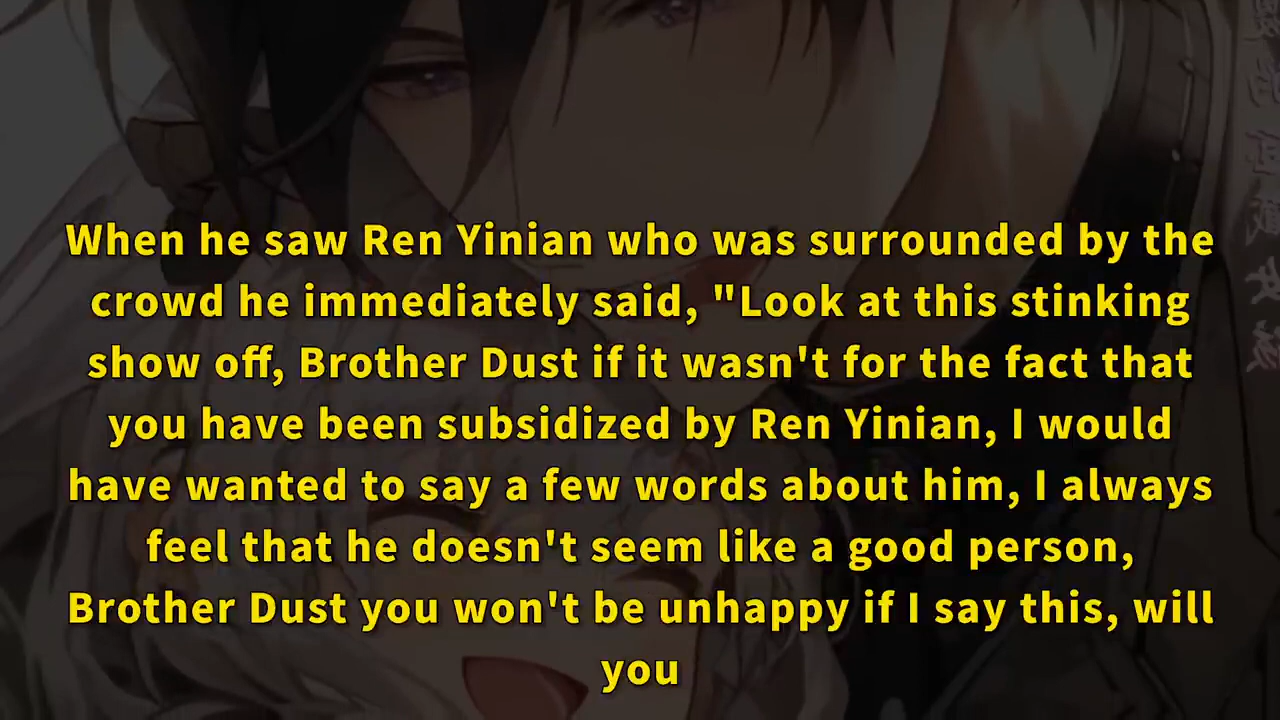 When he saw Ren Yinian who was surrounded by the
crowd he immediately said, "Look at this stinking
show off, Brother Dust if it wasn't for the fact that
you have been subsidized by Ren Yinian, I would
have wanted to say a few words about him, I always
feel that he doesn't seem like a good person,
Brother Dust you won't be unhappy if I say this, will
you